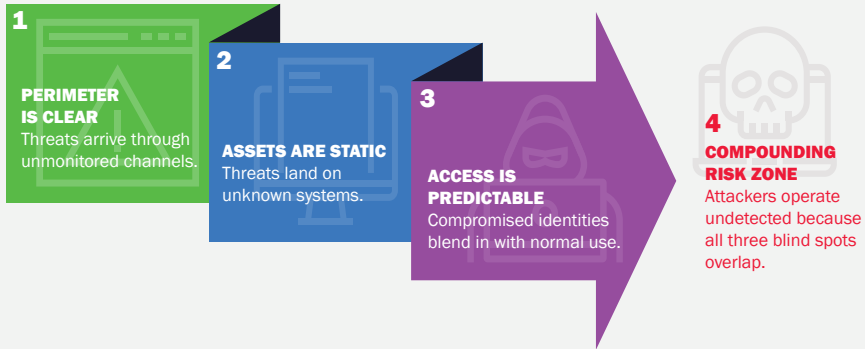 1
PERIMETER
IS CLEAR
Threats arrive through
unmonitored channels.
2
ASSETS ARE STATIC
Threats land on
unknown systems.
3
ACCESS IS
PREDICTABLE
Compromised identities
blend in with normal use.
4
COMPOUNDING
RISK ZONE
Attackers operate
undetected because
all three blind spots
overlap.